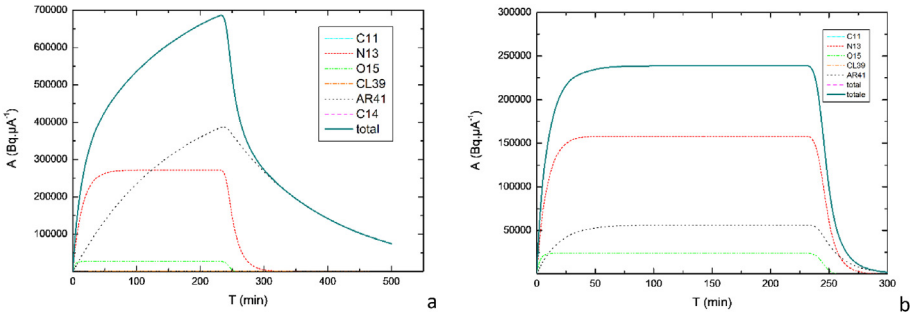 700000
600000
500000
400000
300000
200000
100000
A (Bq.µA⁻¹)
0
100
200
300
400
500
T (min)
C11
N13
O15
CL39
AR41
C14
total
a
300000
250000
200000
150000
100000
50000
0
A (Bq.µA⁻¹)
0
50
100
150
200
250
300
T (min)
C11
N13
O15
CL39
AR41
total
totale
b